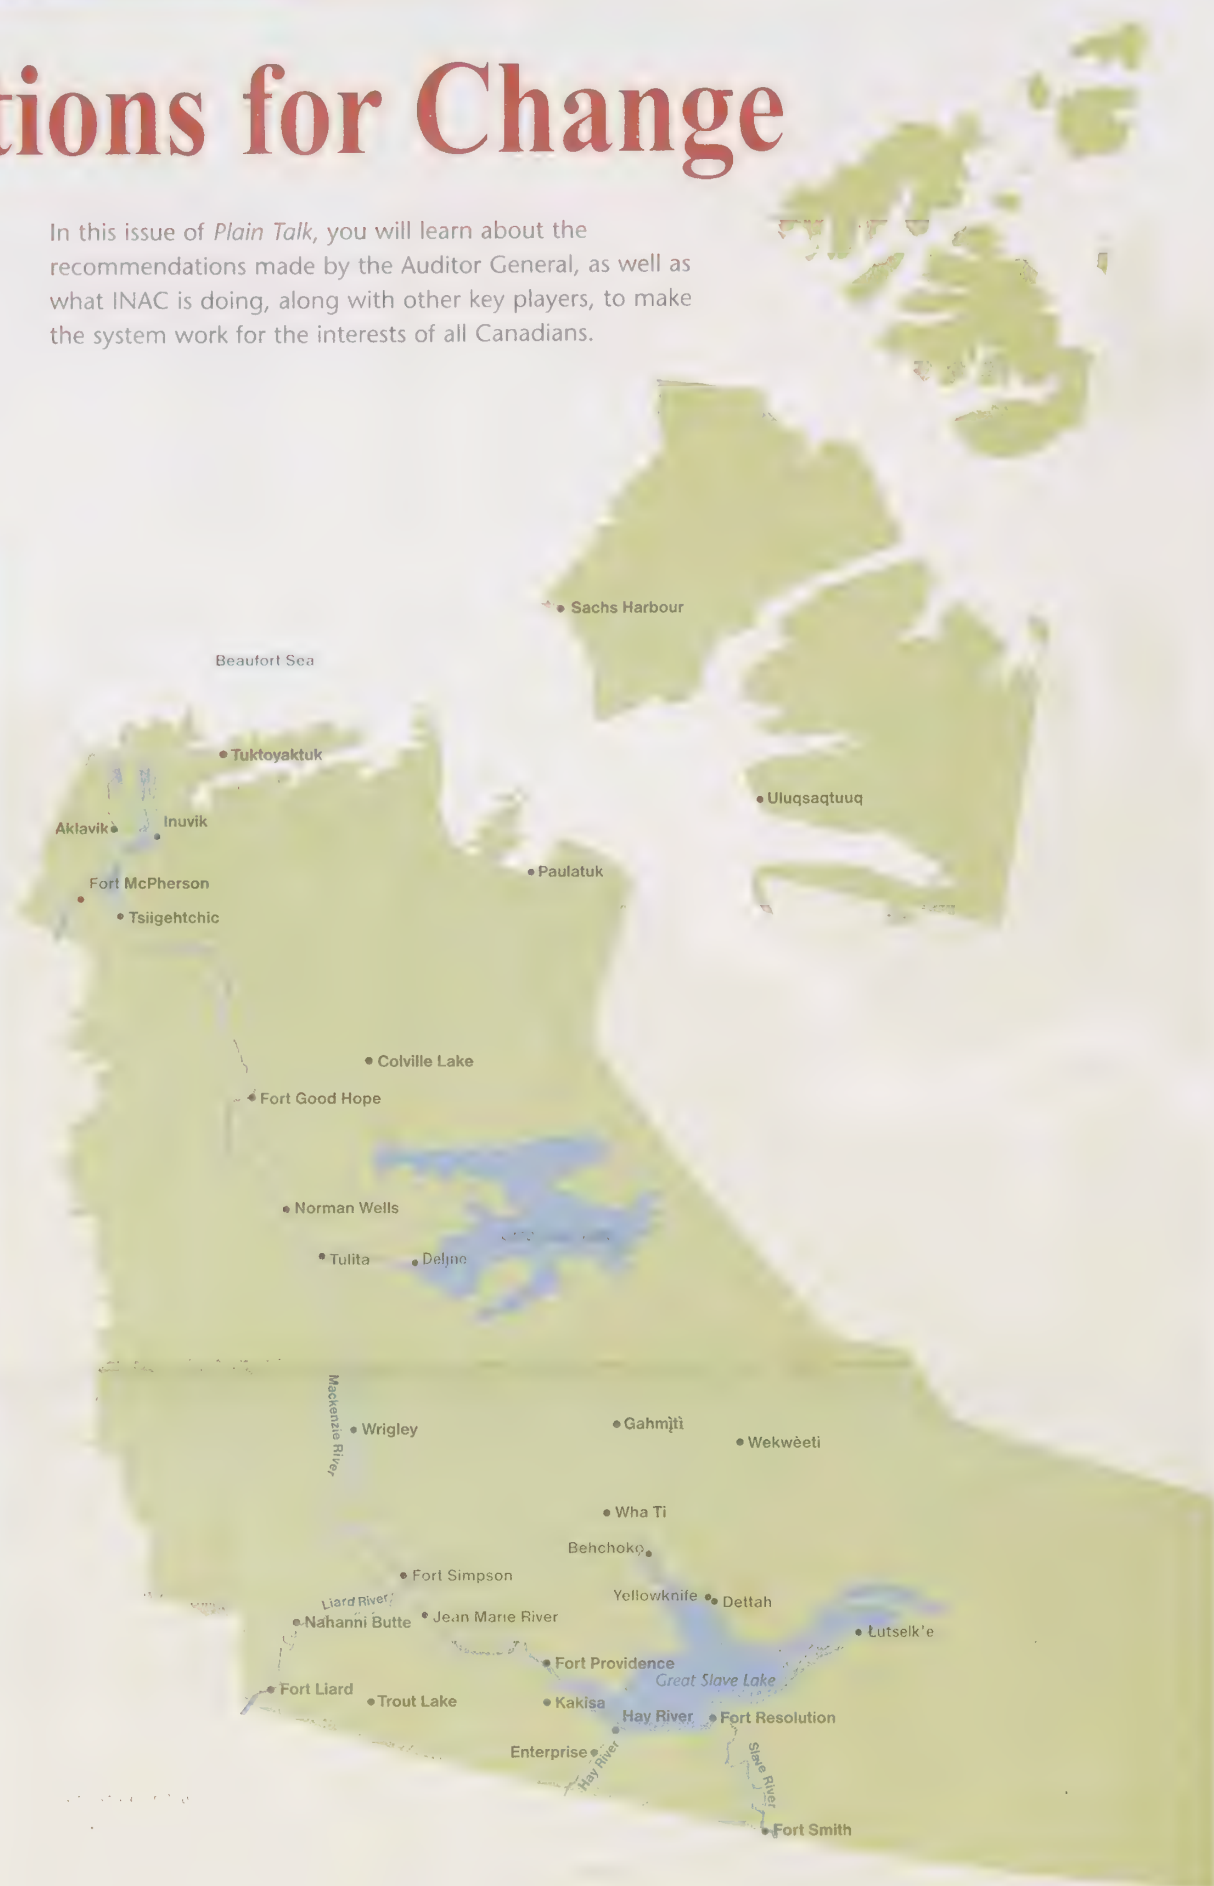 tions for Change
In this issue of Plain Talk, you will learn about the
recommendations made by the Auditor General, as well as
what INAC is doing, along with other key players, to make
the system work for the interests of all Canadians.
Sachs Harbour
Beaufort Sea
Tuktoyaktuk
Uluqsaqtuuq
Inuvik
Aklavik
Paulatuk
Fort McPherson
Tsiigehtchic
Colville Lake
Fort Good Hope
Norman Wells
Tulita
Delįne
Mackenzie River
Wrigley
Gahmìtì
Wekwèeti
Wha Ti
Behchoko
Fort Simpson
Yellowknife
Dettah
Liard River
Nahanni Butte
Jean Marie River
Łutselk'e
Fort Providence
Great Slave Lake
Fort Liard
Trout Lake
Kakisa
Hay River
Fort Resolution
Enterprise
Hay River
Slave River
Fort Smith